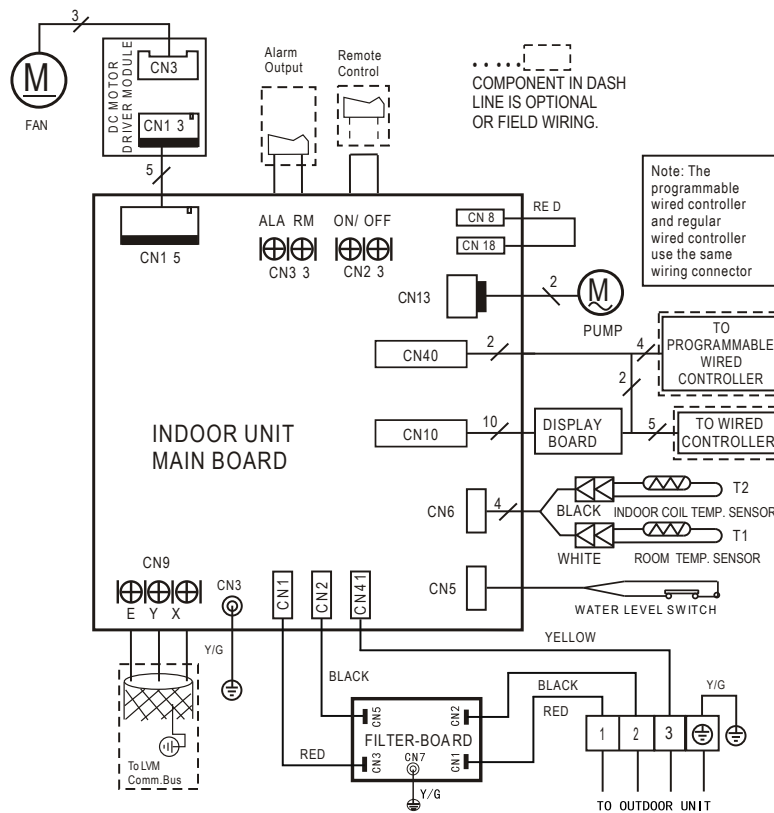 3
CN3
M
FAN
DC MOTOR
DRIVER MODULE
CN1 3
5
Alarm
Output
Remote
Control
COMPONENT IN DASH
LINE IS OPTIONAL
OR FIELD WIRING.
Note: The
programmable
wired controller
and regular
wired controller
use the same
wiring connector
CN1 5
ALA RM
CN3 3
ON/ OFF
CN2 3
CN 8
RE D
CN 18
CN13
2
M
PUMP
CN40
2
4
TO
PROGRAMMABLE
WIRED
CONTROLLER
2
CN10
10
DISPLAY
BOARD
5
TO WIRED
CONTROLLER
INDOOR UNIT
MAIN BOARD
CN6
4
BLACK
T2
INDOOR COIL TEMP. SENSOR
WHITE
T1
ROOM TEMP. SENSOR
CN5
WATER LEVEL SWITCH
CN9
E Y X
CN3
CN1
CN2
CN41
Y/G
YELLOW
BLACK
RED
To LVM
Comm.Bus
CN5
CN2
FILTER-BOARD
CN3
CN7
CN1
Y/G
BLACK
RED
Y/G
1
2
3
TO OUTDOOR UNIT